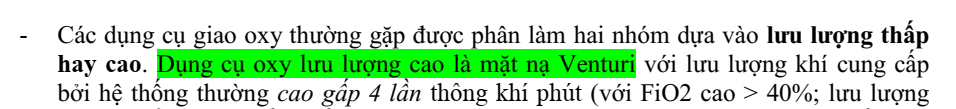 - Các dụng cụ giao oxy thường gặp được phân làm hai nhóm dựa vào lưu lượng thấp
hay cao. Dụng cụ oxy lưu lượng cao là mặt nạ Venturi với lưu lượng khí cung cấp
bởi hệ thống thường cao gấp 4 lần thông khí phút (với FiO2 cao > 40%; lưu lượng